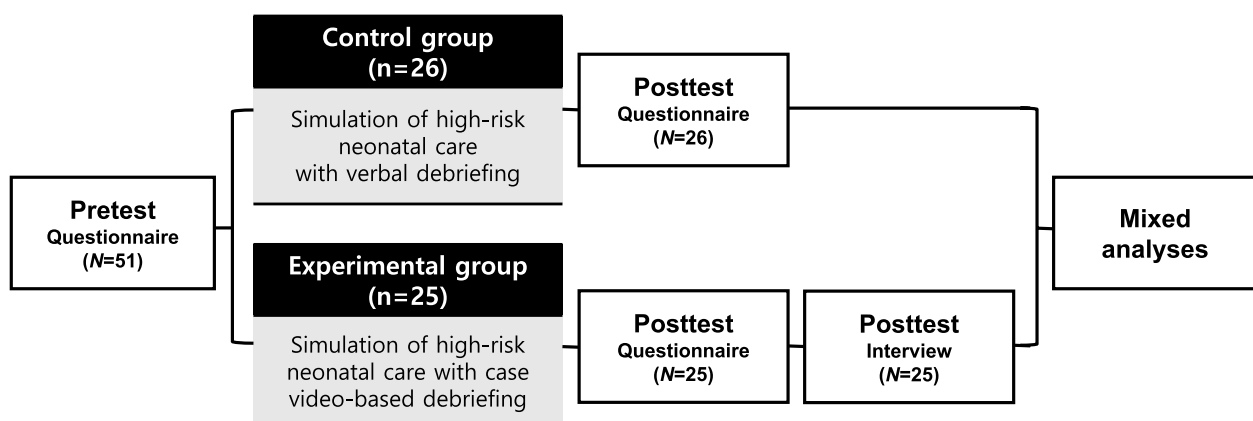 Pretest
Questionnaire
(N=51)
Control group
(n=26)
Simulation of high-risk
neonatal care
with verbal debriefing
Posttest
Questionnaire
(N=26)
Experimental group
(n=25)
Simulation of high-risk
neonatal care with case
video-based debriefing
Posttest
Questionnaire
(N=25)
Posttest
Interview
(N=25)
Mixed
analyses